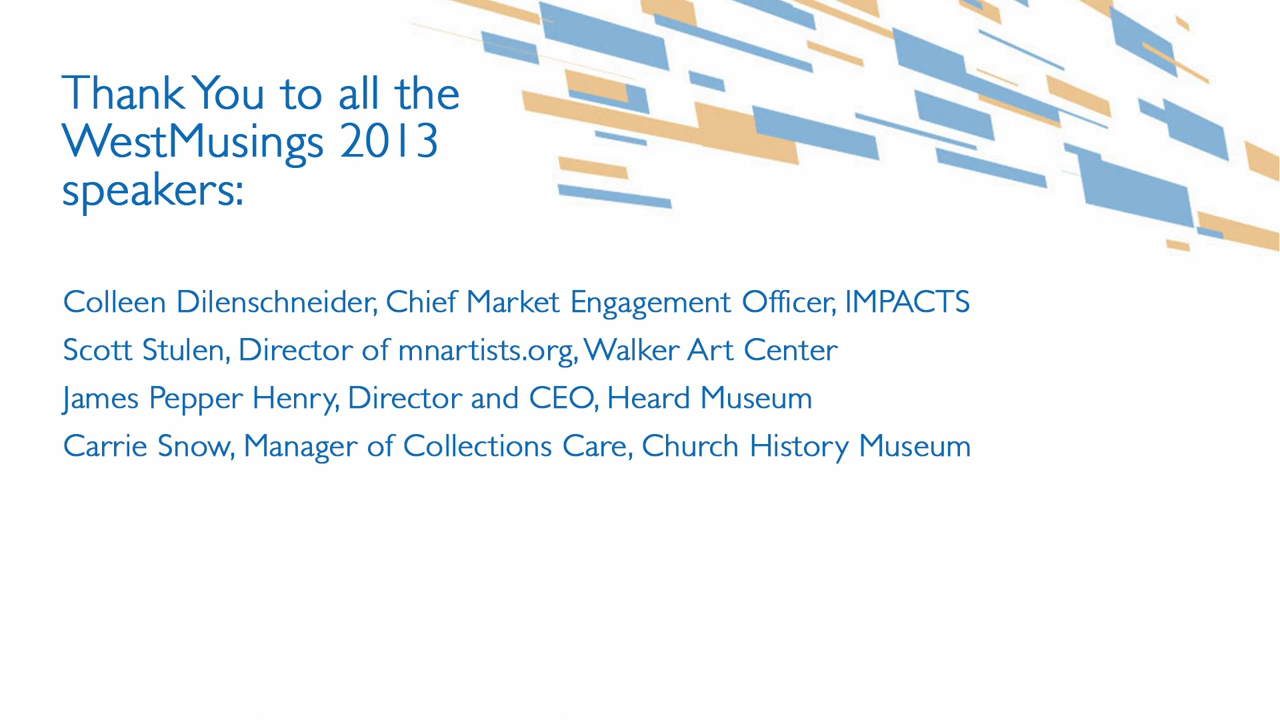 Thank You to all the
WestMusings 2013
speakers:
Colleen Dilenschneider, Chief Market Engagement Officer, IMPACTS
Scott Stulen, Director of mnartists.org, Walker Art Center
James Pepper Henry, Director and CEO, Heard Museum
Carrie Snow, Manager of Collections Care, Church History Museum